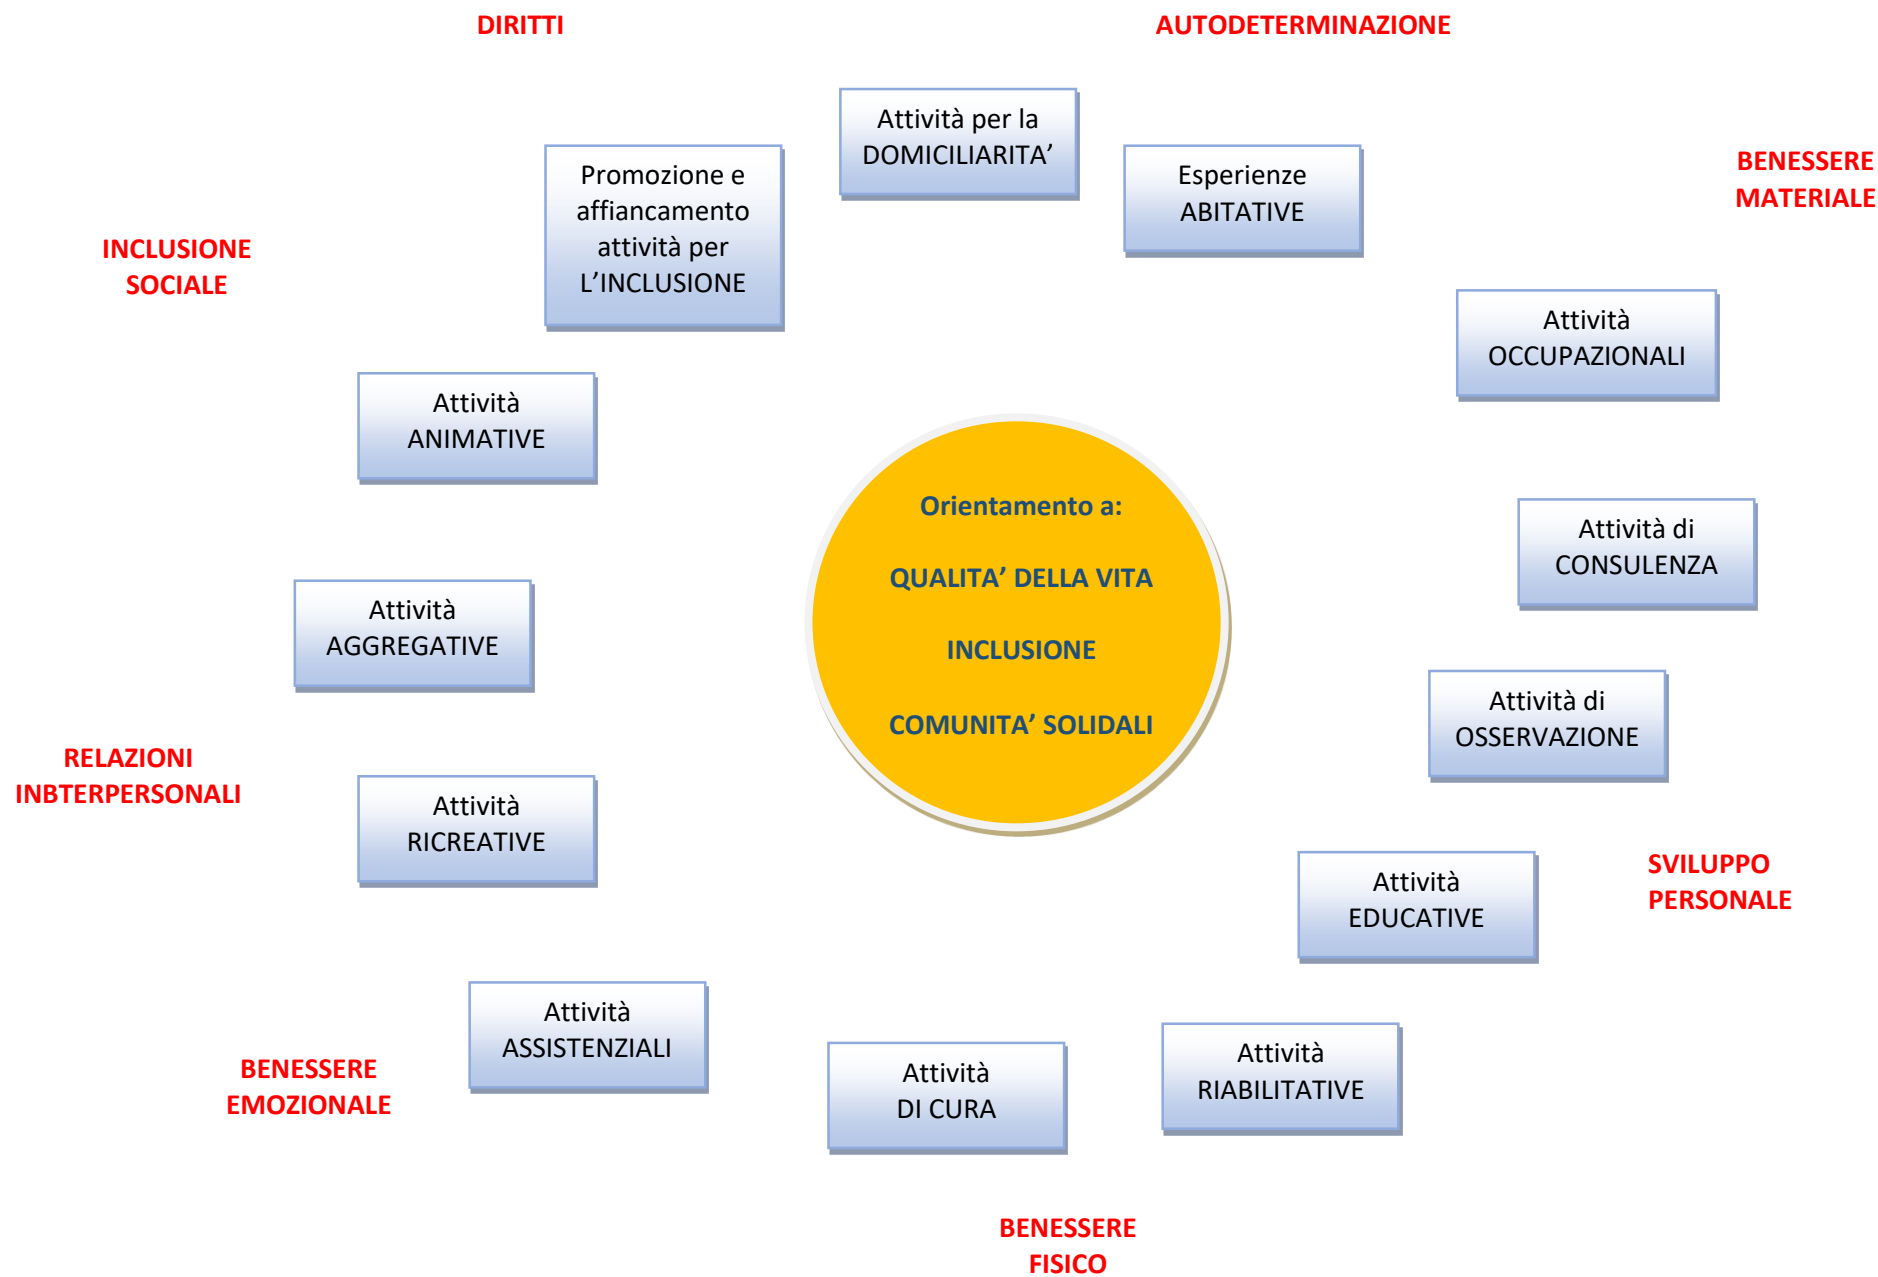 DIRITTI
AUTODETERMINAZIONE
Attività per la
DOMICILIARITA’
Promozione e
affiancamento
attività per
L’INCLUSIONE
Esperienze
ABITATIVE
BENESSERE
MATERIALE
INCLUSIONE
SOCIALE
Attività
OCCUPAZIONALI
Attività
ANIMATIVE
Orientamento a:
QUALITA’ DELLA VITA
INCLUSIONE
COMUNITA’ SOLIDALI
Attività di
CONSULENZA
Attività
AGGREGATIVE
Attività di
OSSERVAZIONE
RELAZIONI
INBTERPERSONALI
Attività
RICREATIVE
Attività
EDUCATIVE
SVILUPPO
PERSONALE
Attività
ASSISTENZIALI
Attività
DI CURA
Attività
RIABILITATIVE
BENESSERE
EMOZIONALE
BENESSERE
FISICO